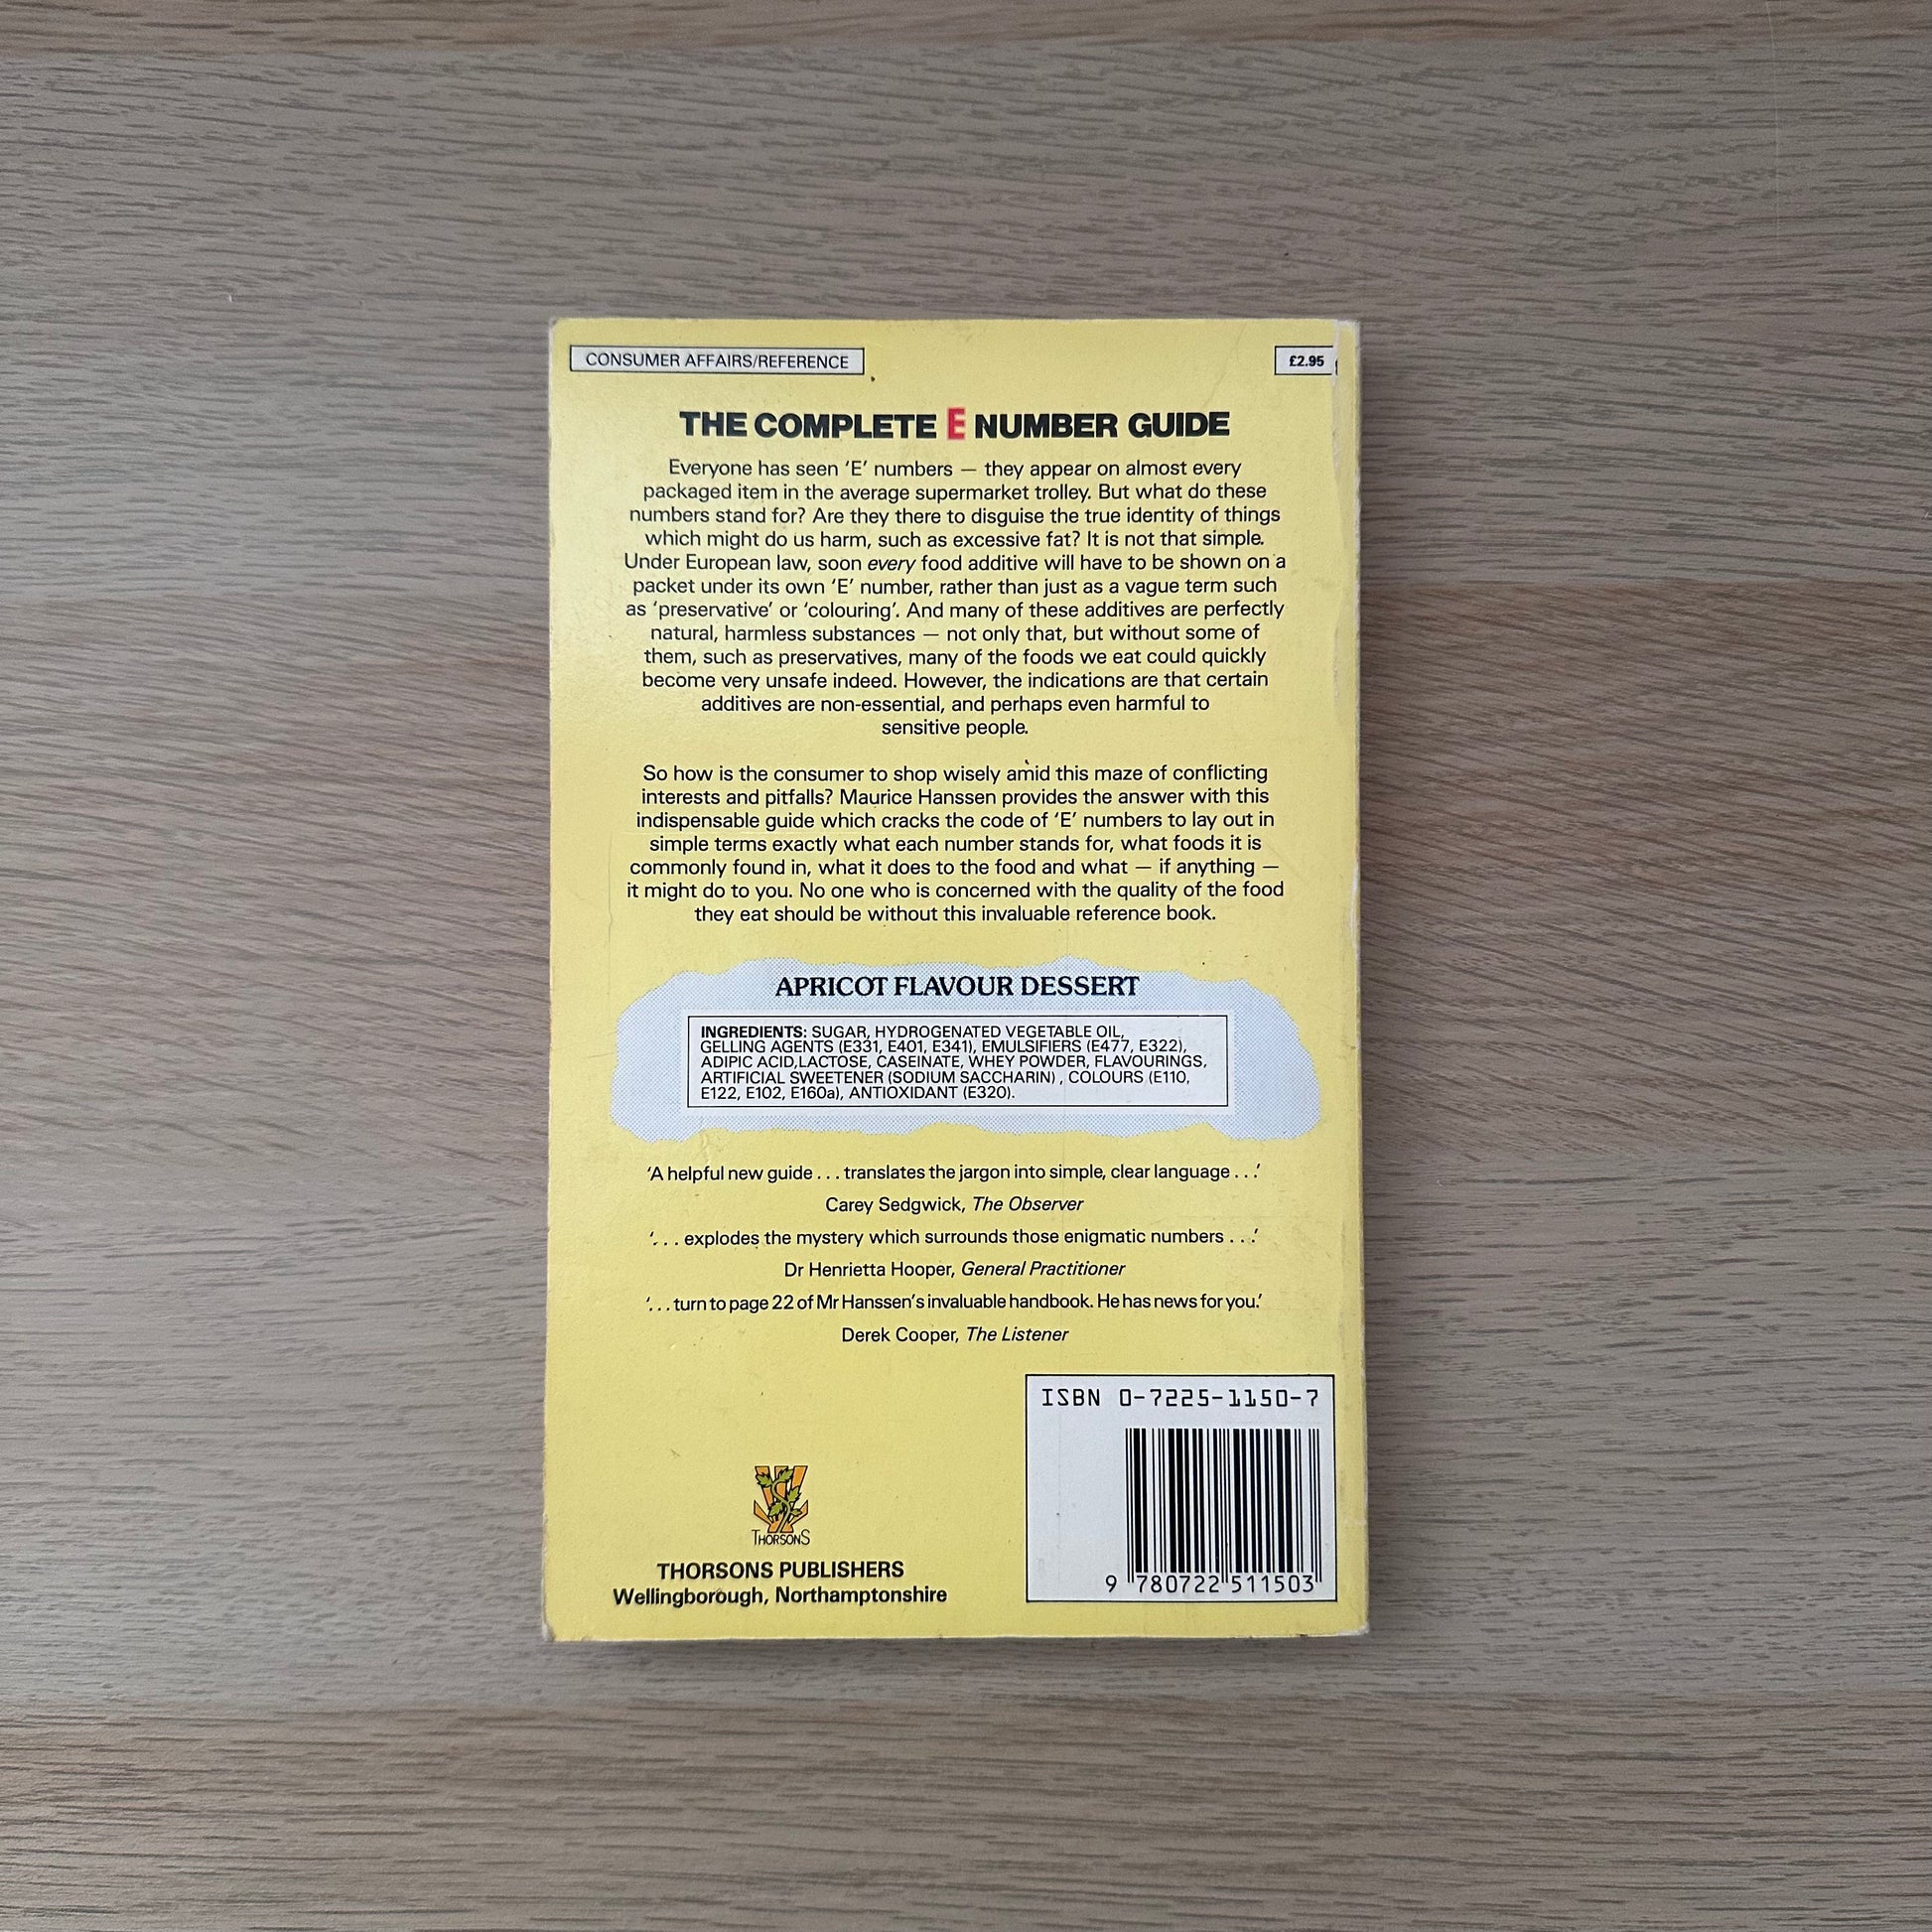 CONSUMER AFFAIRS/REFERENCE
£2.95
THE COMPLETE E NUMBER GUIDE
Everyone has seen ‘E’ numbers — they appear on almost every
packaged item in the average supermarket trolley. But what do these
numbers stand for? Are they there to disguise the true identity of things
which might do us harm, such as excessive fat? It is not that simple.
Under European law, soon every food additive will have to be shown on a
packet under its own ‘E’ number, rather than just as a vague term such
as ‘preservative’ or ‘colouring’. And many of these additives are perfectly
natural, harmless substances — not only that, but without some of
them, such as preservatives, many of the foods we eat could quickly
become very unsafe indeed. However, the indications are that certain
additives are non-essential, and perhaps even harmful to
sensitive people.
So how is the consumer to shop wisely amid this maze of conflicting
interests and pitfalls? Maurice Hanssen provides the answer with this
indispensable guide which cracks the code of ‘E’ numbers to lay out in
simple terms exactly what each number stands for, what foods it is
commonly found in, what it does to the food and what — if anything —
it might do to you. No one who is concerned with the quality of the food
they eat should be without this invaluable reference book.
APRICOT FLAVOUR DESSERT
INGREDIENTS: SUGAR, HYDROGENATED VEGETABLE OIL,
GELLING AGENTS (E331, E401, E341), EMULSIFIERS (E477, E322),
ADIPIC ACID,LACTOSE, CASEINATE, WHEY POWDER, FLAVOURINGS,
ARTIFICIAL SWEETENER (SODIUM SACCHARIN) , COLOURS (E110,
E122, E102, E160a), ANTIOXIDANT (E320).
‘A helpful new guide . . . translates the jargon into simple, clear language . . .’
Carey Sedgwick, The Observer
‘. . . explodes the mystery which surrounds those enigmatic numbers . . .’
Dr Henrietta Hooper, General Practitioner
‘. . . turn to page 22 of Mr Hanssen’s invaluable handbook. He has news for you.’
Derek Cooper, The Listener
ISBN 0-7225-1150-7
9 780722 511503
THORSONS
THORSONS PUBLISHERS
Wellingborough, Northamptonshire